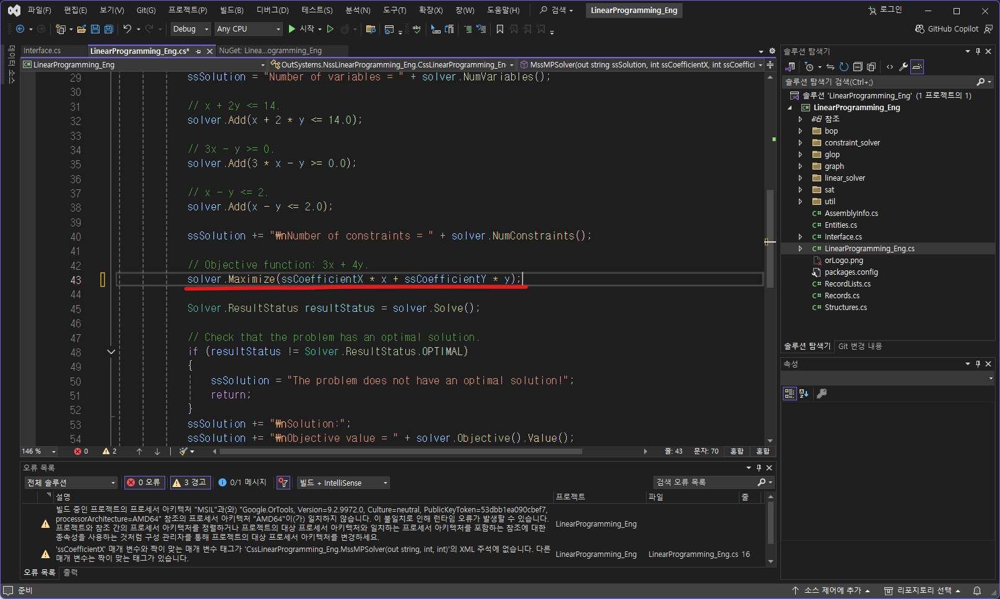 파일(F) 편집(E) 보기(V) Git(G) 프로젝트(P) 빌드(B) 디버그(D) 테스트(S) 분석(N) 도구(T) 확장(X) 창(W) 도움말(H) 검색 LinearProgramming_Eng 로그인
Debug Any CPU 시작 GitHub Copilot
Interface.cs LinearProgramming_Eng.cs* NuGet: Linea...ogramming_Eng
LinearProgramming_Eng OutSystems.NssLinearProgramming_Eng.CssLinearProgramming_En MssMPSolver(out string ssSolution, int ssCoefficientX, int ssCoeffici
29 ssSolution = "Number of variables = " + solver.NumVariables();
30
31 // x + 2y <= 14.
32 solver.Add(x + 2 * y <= 14.0);
33
34 // 3x - y >= 0.
35 solver.Add(3 * x - y >= 0.0);
36
37 // x - y <= 2.
38 solver.Add(x - y <= 2.0);
39
40 ssSolution += "₩nNumber of constraints = " + solver.NumConstraints();
41
42 // Objective function: 3x + 4y.
43 solver.Maximize(ssCoefficientX * x + ssCoefficientY * y);
44
45 Solver.ResultStatus resultStatus = solver.Solve();
46
47 // Check that the problem has an optimal solution.
48 if (resultStatus != Solver.ResultStatus.OPTIMAL)
49 {
50 ssSolution = "The problem does not have an optimal solution!";
51 return;
52 }
53 ssSolution += "₩nSolution:";
54 ssSolution += "₩nObjective value = " + solver.Objective().Value();
146 % 0 2 줄: 43 문자: 70 혼합 혼합
오류 목록
전체 솔루션 0 오류 3 경고 0/1 메시지 빌드 + IntelliSense 검색 오류 목록
설명 프로젝트 파일 줄
빌드 중인 프로젝트의 프로세서 아키텍처 "MSIL"과(와) "Google.OrTools, Version=9.2.9972.0, Culture=neutral, PublicKeyToken=53dbb1ea090cbef7,
processorArchitecture=AMD64" 참조의 프로세서 아키텍처 "AMD64"이(가) 일치하지 않습니다. 이 불일치로 인해 런타임 오류가 발생할 수 있습니다.
프로젝트와 참조 간의 프로세서 아키텍처를 정렬하거나 프로젝트의 대상 프로세서 아키텍처와 일치하는 프로세서 아키텍처를 포함하는 참조에 대한
종속성을 사용하는 것처럼 구성 관리자를 통해 프로젝트의 대상 프로세서 아키텍처를 변경하세요.
LinearProgramming_Eng
'ssCoefficientX' 매개 변수와 짝이 맞는 매개 변수 태그가 'CssLinearProgramming_Eng.MssMPSolver(out string, int, int)'의 XML 주석에 없습니다. 다른
매개 변수는 짝이 맞는 태그가 있습니다.
LinearProgramming_Eng LinearProgramming_Eng.cs 16
오류 목록 출력
솔루션 탐색기
솔루션 탐색기 검색(Ctrl+;)
솔루션 'LinearProgramming_Eng' (1 프로젝트의 1)
LinearProgramming_Eng
참조
bop
constraint_solver
glop
graph
linear_solver
sat
util
AssemblyInfo.cs
Entities.cs
Interface.cs
LinearProgramming_Eng.cs
orLogo.png
packages.config
RecordLists.cs
Records.cs
Structures.cs
솔루션 탐색기 Git 변경 내용
속성
준비 소스 제어에 추가 리포지토리 선택